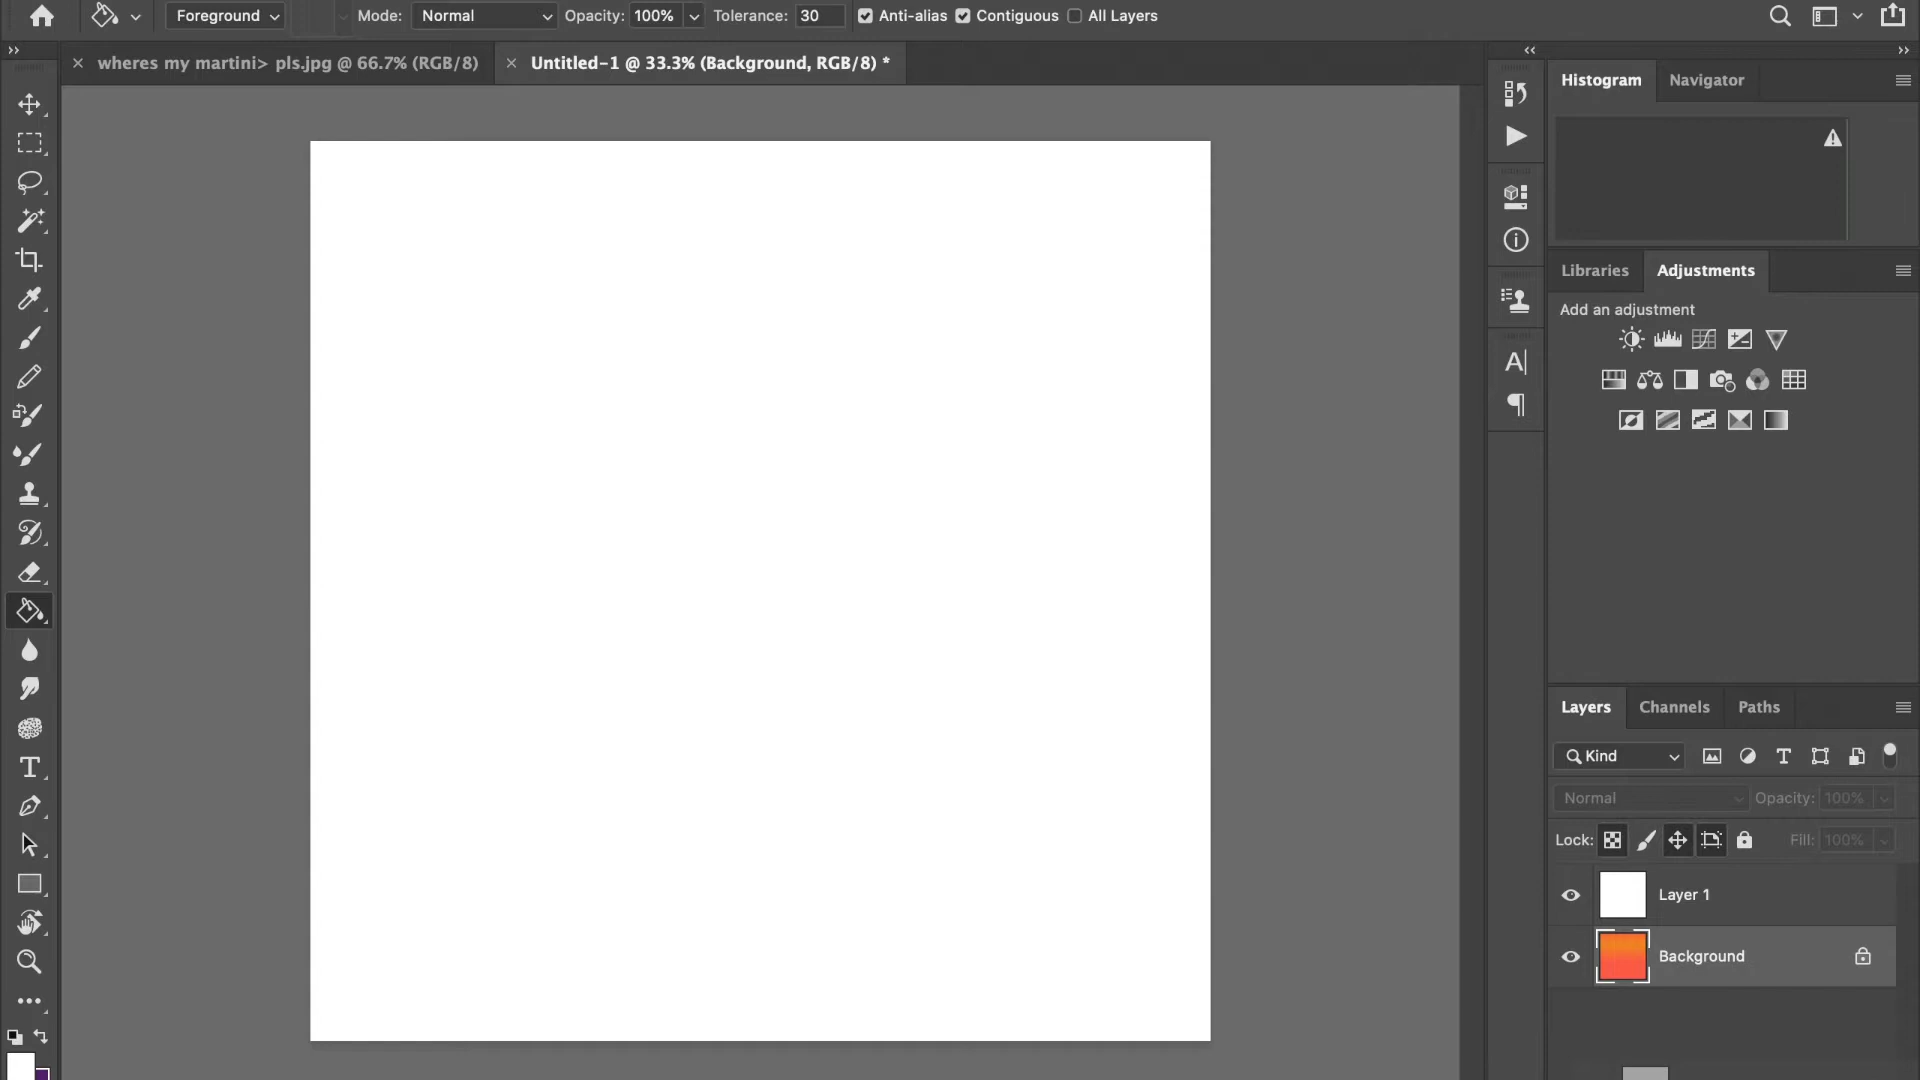 Foreground Mode: Normal Opacity: 100% Tolerance: 30 Anti-alias Contiguous All Layers
wheres my martini> pls.jpg @ 66.7% (RGB/8) Untitled-1 @ 33.3% (Background, RGB/8) *
Histogram Navigator
Libraries Adjustments
Add an adjustment
Layers Channels Paths
Kind
Normal Opacity: 100%
Lock: Fill: 100%
Layer 1
Background